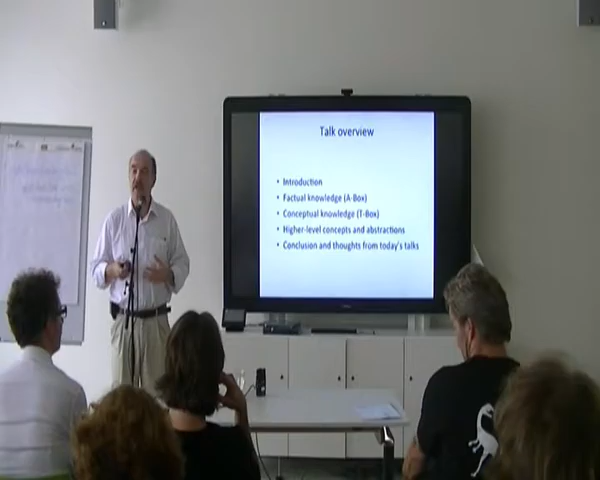 Talk overview
• Introduction
• Factual knowledge (A-Box)
• Conceptual knowledge (T-Box)
• Higher-level concepts and abstractions
• Conclusion and thoughts from today's talks